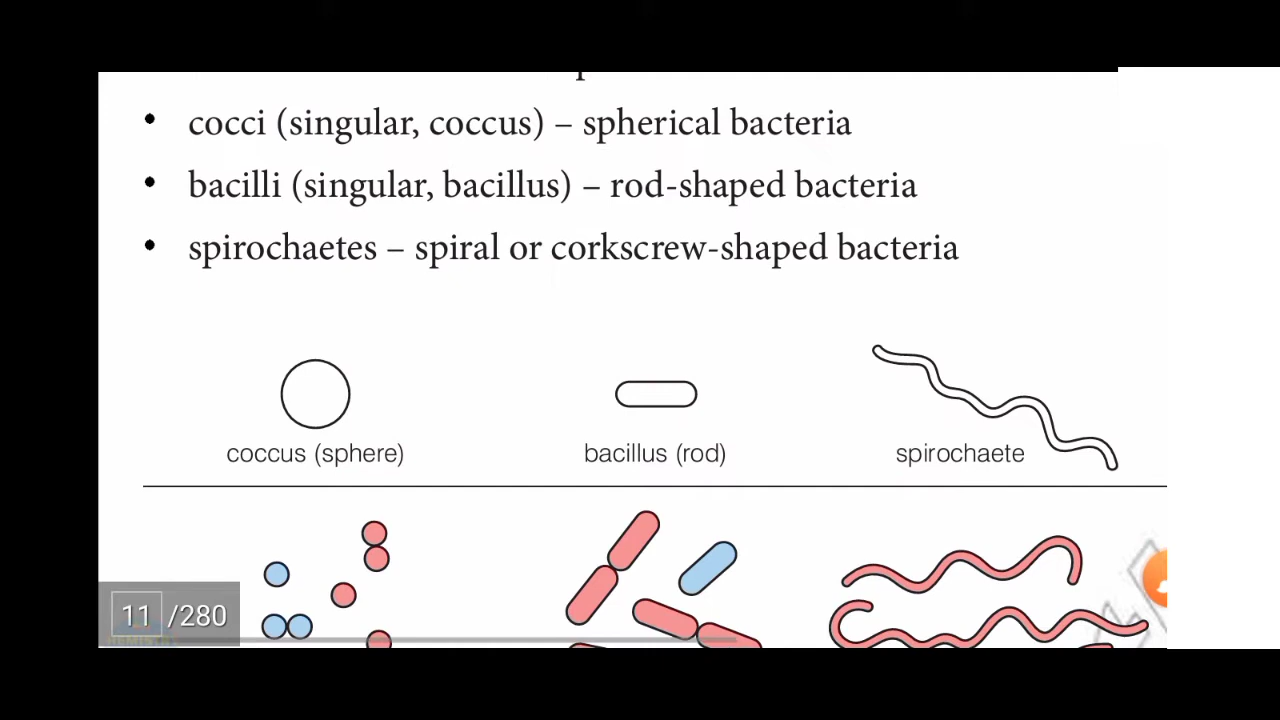 • cocci (singular, coccus) – spherical bacteria
• bacilli (singular, bacillus) – rod-shaped bacteria
• spirochaetes – spiral or corkscrew-shaped bacteria
coccus (sphere)
bacillus (rod)
spirochaete
11 /280